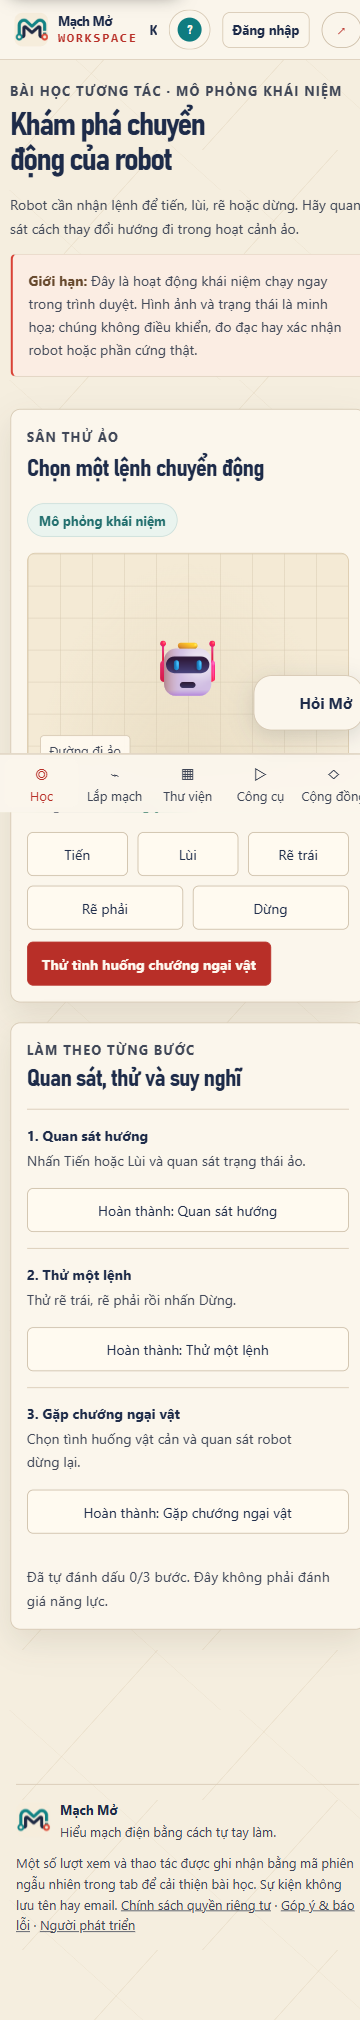 Mạch Mở
WORKSPACE
K
?
Đăng nhập
BÀI HỌC TƯƠNG TÁC · MÔ PHỎNG KHÁI NIỆM
Khám phá chuyển
động của robot
Robot cần nhận lệnh để tiến, lùi, rẽ hoặc dừng. Hãy quan
sát cách thay đổi hướng đi trong hoạt cảnh ảo.
Giới hạn: Đây là hoạt động khái niệm chạy ngay
trong trình duyệt. Hình ảnh và trạng thái là minh
họa; chúng không điều khiển, đo đạc hay xác nhận
robot hoặc phần cứng thật.
SÂN THỬ ẢO
Chọn một lệnh chuyển động
Mô phỏng khái niệm
Hỏi Mở
Đường đi ảo
Học
Lắp mạch
Thư viện
Công cụ
Cộng đồng
Tiến
Lùi
Rẽ trái
Rẽ phải
Dừng
Thử tình huống chướng ngại vật
LÀM THEO TỪNG BƯỚC
Quan sát, thử và suy nghĩ
1. Quan sát hướng
Nhấn Tiến hoặc Lùi và quan sát trạng thái ảo.
Hoàn thành: Quan sát hướng
2. Thử một lệnh
Thử rẽ trái, rẽ phải rồi nhấn Dừng.
Hoàn thành: Thử một lệnh
3. Gặp chướng ngại vật
Chọn tình huống vật cản và quan sát robot
dừng lại.
Hoàn thành: Gặp chướng ngại vật
Đã tự đánh dấu 0/3 bước. Đây không phải đánh
giá năng lực.
Mạch Mở
Hiểu mạch điện bằng cách tự tay làm.
Một số lượt xem và thao tác được ghi nhận bằng mã phiên
ngẫu nhiên trong tab để cải thiện bài học. Sự kiện không
lưu tên hay email. Chính sách quyền riêng tư · Góp ý & báo
lỗi · Người phát triển